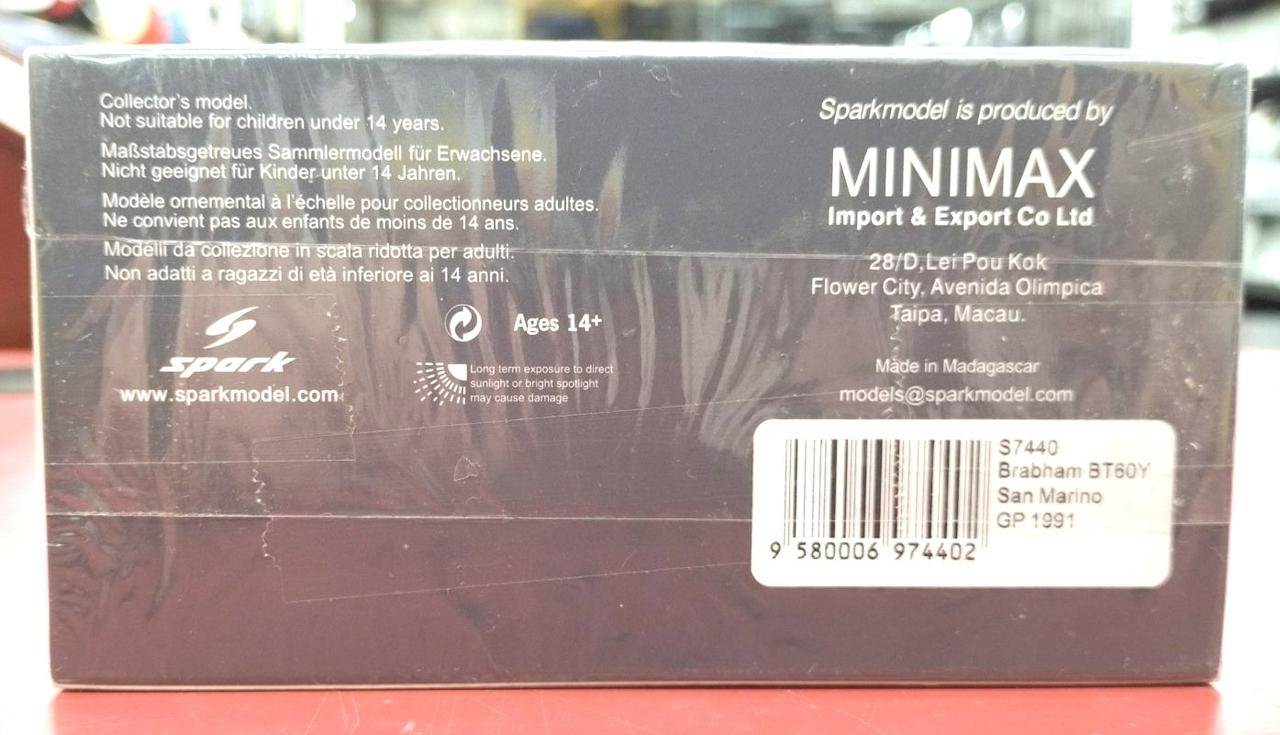 Collector's model.
Not suitable for children under 14 years.
Maßstabsgetreues Sammlermodell für Erwachsene.
Nicht geeignet für Kinder unter 14 Jahren.
Modèle ornemental à l'échelle pour collectionneurs adultes.
Ne convient pas aux enfants de moins de 14 ans.
Modelli da collezione in scala ridotta per adulti.
Non adatti a ragazzi di età inferiore ai 14 anni.
spark
www.sparkmodel.com
Ages 14+
Long term exposure to direct
sunlight or bright spotlight
may cause damage
Sparkmodel is produced by
MINIMAX
Import & Export Co Ltd
28/D,Lei Pou Kok
Flower City, Avenida Olimpica
Taipa, Macau.
Made in Madagascar
models@sparkmodel.com
S7440
Brabham BT60Y
San Marino
GP 1991
9 580006 974402